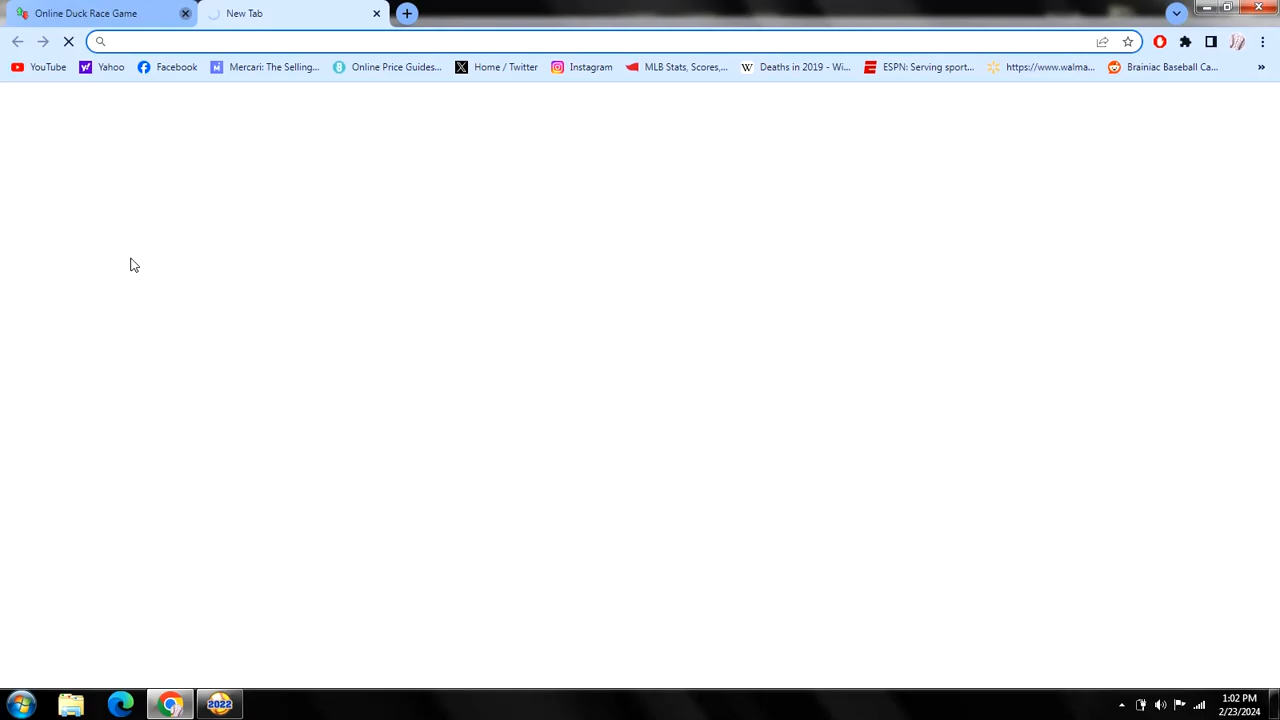 Online Duck Race Game
New Tab
YouTube
Yahoo
Facebook
Mercari: The Selling...
Online Price Guides...
Home / Twitter
Instagram
MLB Stats, Scores,...
Deaths in 2019 - Wi...
ESPN: Serving sport...
https://www.walma...
Brainiac Baseball Ca...
»
2022
1:02 PM
2/23/2024